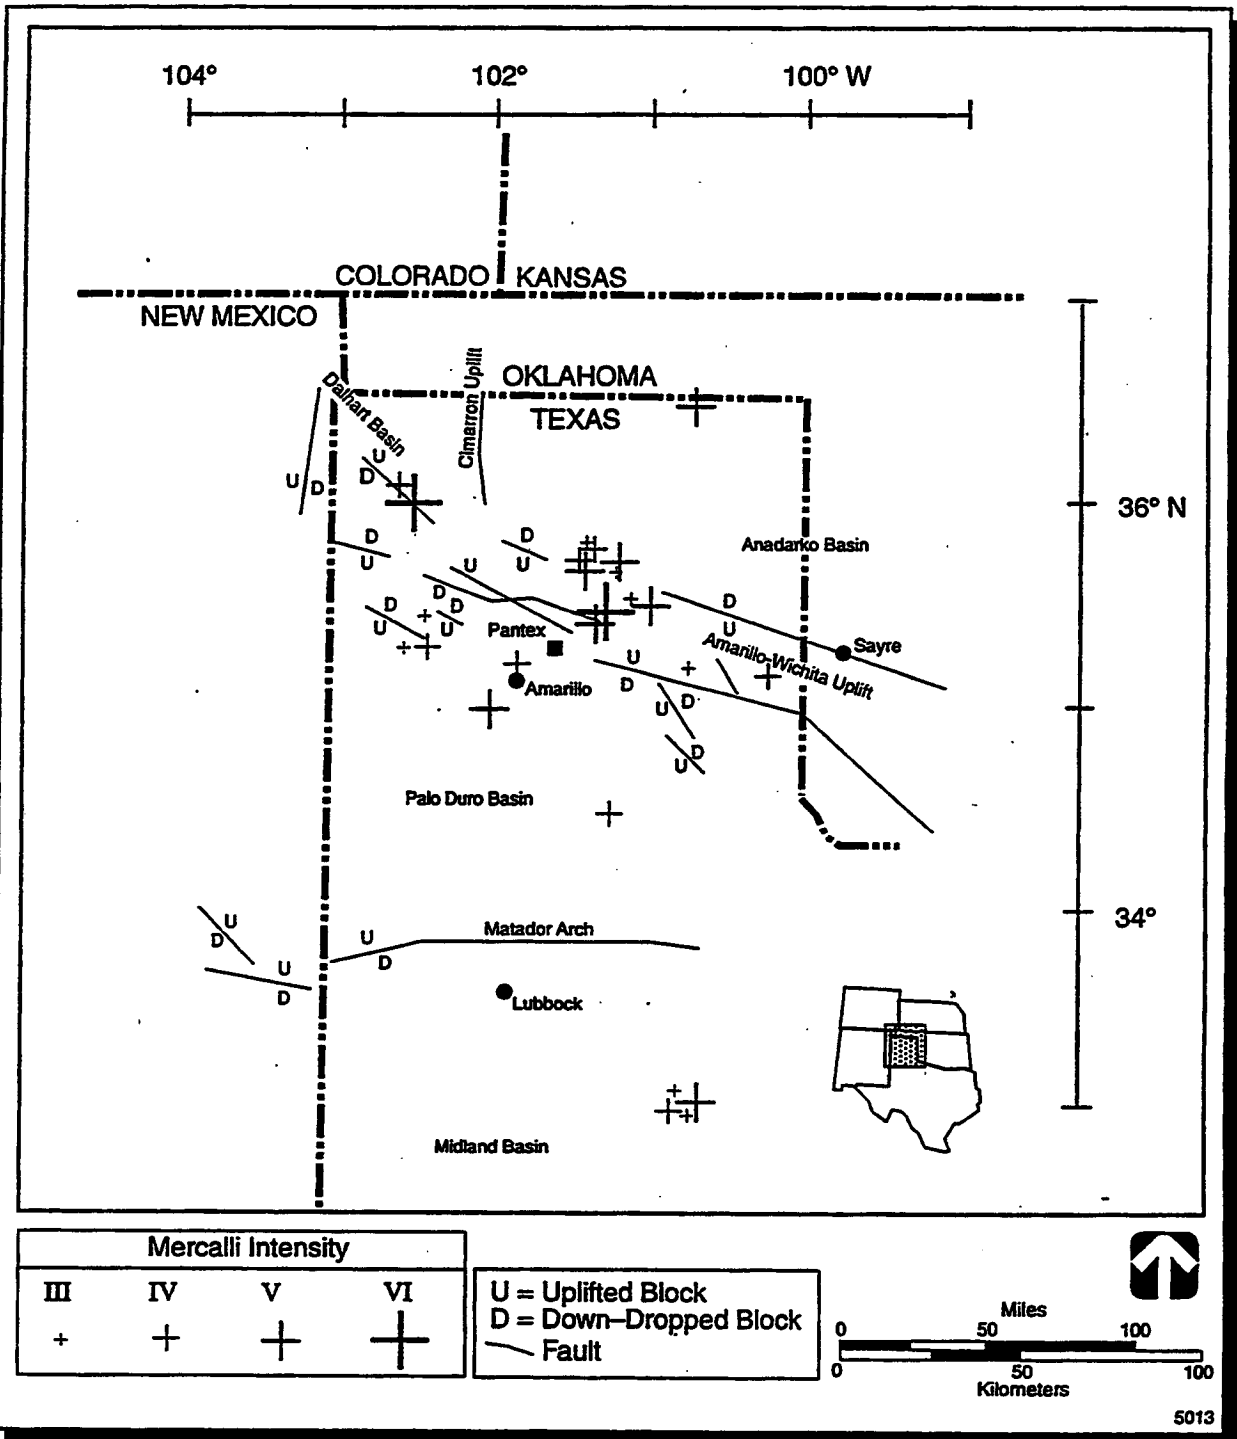 104° 102° 100° W
COLORADO KANSAS
NEW MEXICO
OKLAHOMA
TEXAS
Dalhart Basin
Cimarron Uplift
U
D
U D
36° N
D
U
D
U
Anadarko Basin
U
D
D
U
D
U
D
U
Pantex
Sayre
Amarillo-Wichita Uplift
U
D
Amarillo
U D
D
U
Palo Duro Basin
34°
U
D
Matador Arch
U
D
U
D
Lubbock
Midland Basin
Mercalli Intensity
III IV V VI
U = Uplifted Block
D = Down–Dropped Block
Fault
Miles
0 50 100
0 50 100
Kilometers
5013